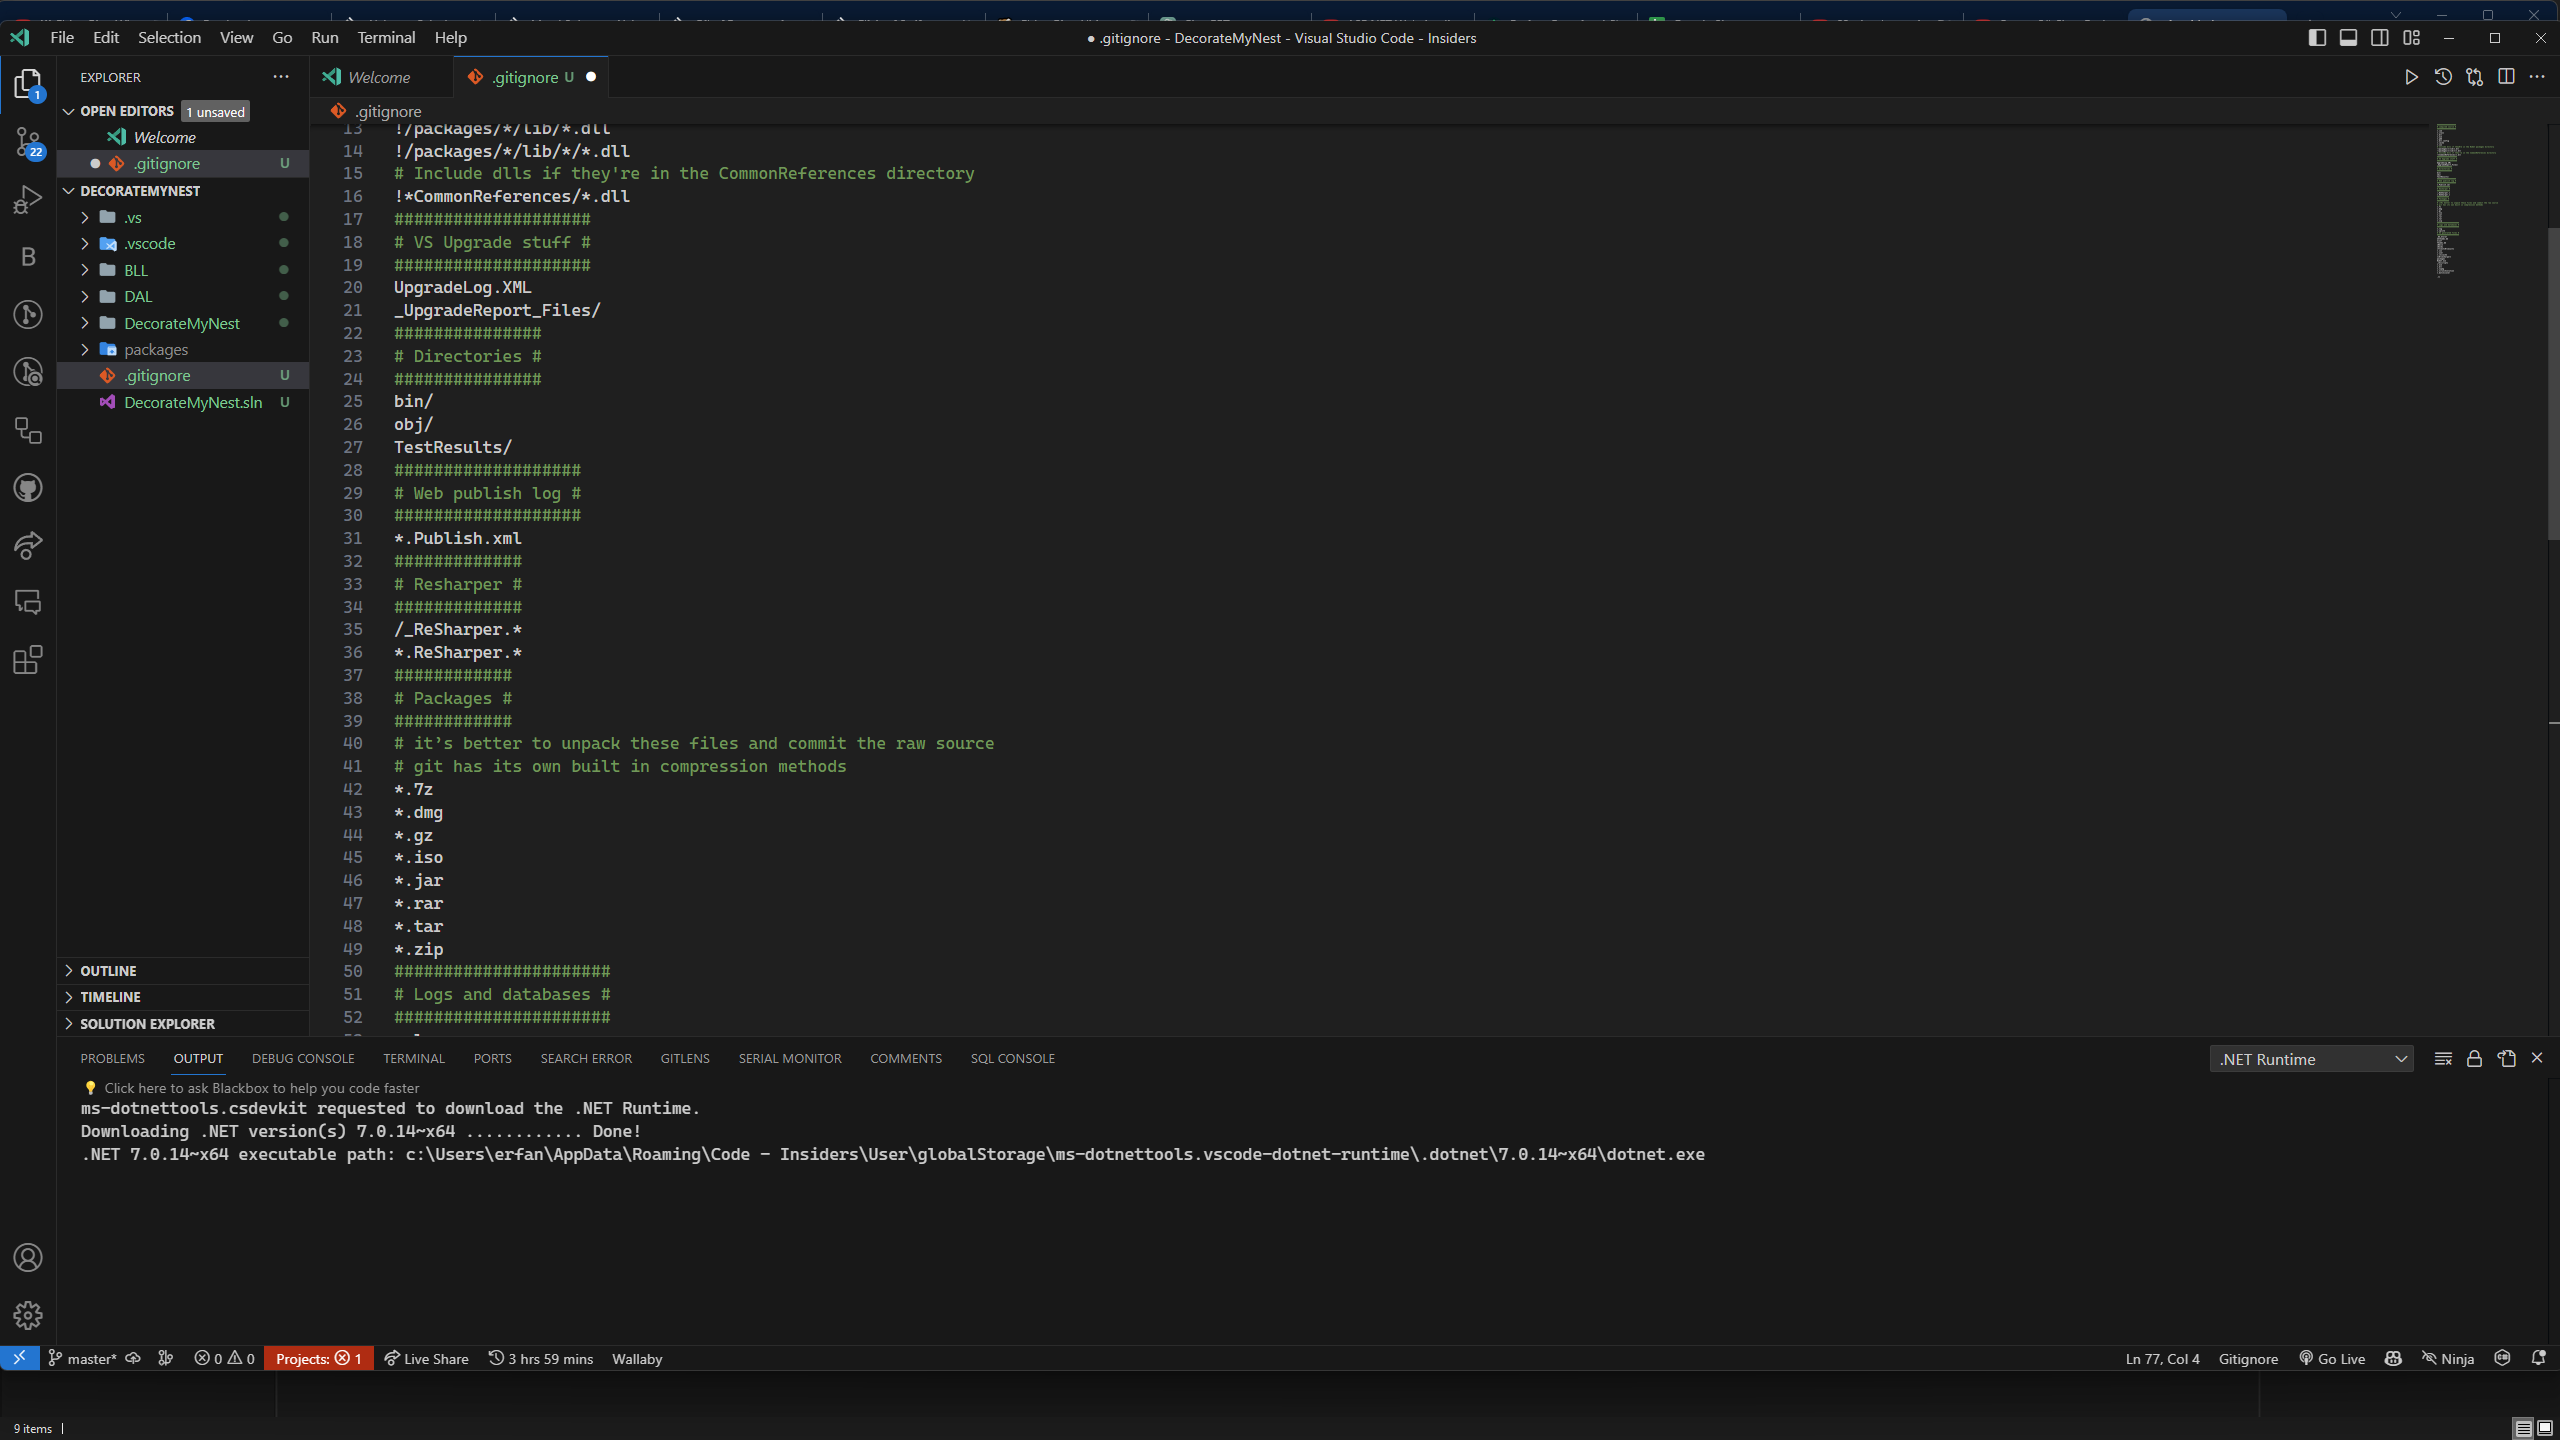 File Edit Selection View Go Run Terminal Help
● .gitignore - DecorateMyNest - Visual Studio Code - Insiders
EXPLORER
Welcome
.gitignore U
OPEN EDITORS 1 unsaved
Welcome
.gitignore U
DECORATEMYNEST
.vs
.vscode
BLL
DAL
DecorateMyNest
packages
.gitignore U
DecorateMyNest.sln U
OUTLINE
TIMELINE
SOLUTION EXPLORER
1
22
B
.gitignore
13 !/packages/*/lib/*.dll
14 !/packages/*/lib/*/*.dll
15 # Include dlls if they're in the CommonReferences directory
16 !*CommonReferences/*.dll
17 ####################
18 # VS Upgrade stuff #
19 ####################
20 UpgradeLog.XML
21 _UpgradeReport_Files/
22 ###############
23 # Directories #
24 ###############
25 bin/
26 obj/
27 TestResults/
28 ###################
29 # Web publish log #
30 ###################
31 *.Publish.xml
32 #############
33 # Resharper #
34 #############
35 /_ReSharper.*
36 *.ReSharper.*
37 ############
38 # Packages #
39 ############
40 # it’s better to unpack these files and commit the raw source
41 # git has its own built in compression methods
42 *.7z
43 *.dmg
44 *.gz
45 *.iso
46 *.jar
47 *.rar
48 *.tar
49 *.zip
50 ######################
51 # Logs and databases #
52 ######################
PROBLEMS OUTPUT DEBUG CONSOLE TERMINAL PORTS SEARCH ERROR GITLENS SERIAL MONITOR COMMENTS SQL CONSOLE
.NET Runtime
Click here to ask Blackbox to help you code faster
ms-dotnettools.csdevkit requested to download the .NET Runtime.
Downloading .NET version(s) 7.0.14~x64 ............ Done!
.NET 7.0.14~x64 executable path: c:\Users\erfan\AppData\Roaming\Code - Insiders\User\globalStorage\ms-dotnettools.vscode-dotnet-runtime\.dotnet\7.0.14~x64\dotnet.exe
master* 0 0 Projects: 1 Live Share 3 hrs 59 mins Wallaby
Ln 77, Col 4 Gitignore Go Live Ninja
9 items